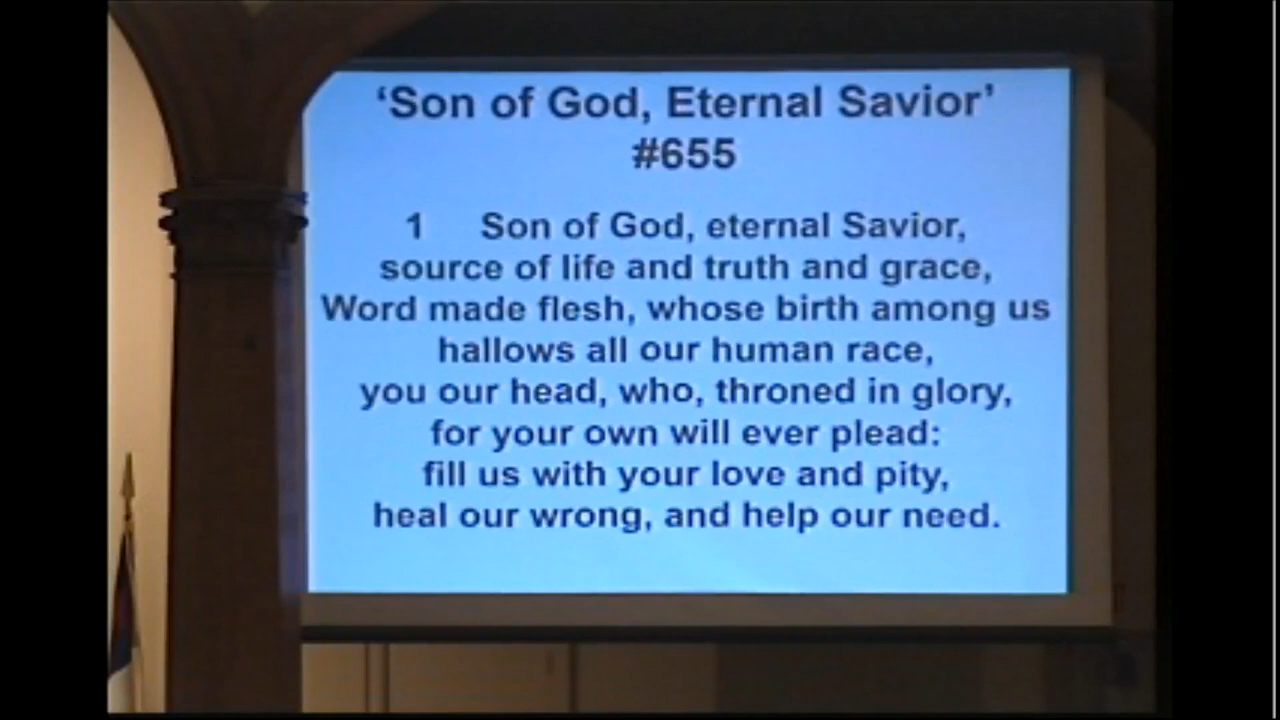 ‘Son of God, Eternal Savior’
#655
1 Son of God, eternal Savior,
source of life and truth and grace,
Word made flesh, whose birth among us
hallows all our human race,
you our head, who, throned in glory,
for your own will ever plead:
fill us with your love and pity,
heal our wrong, and help our need.